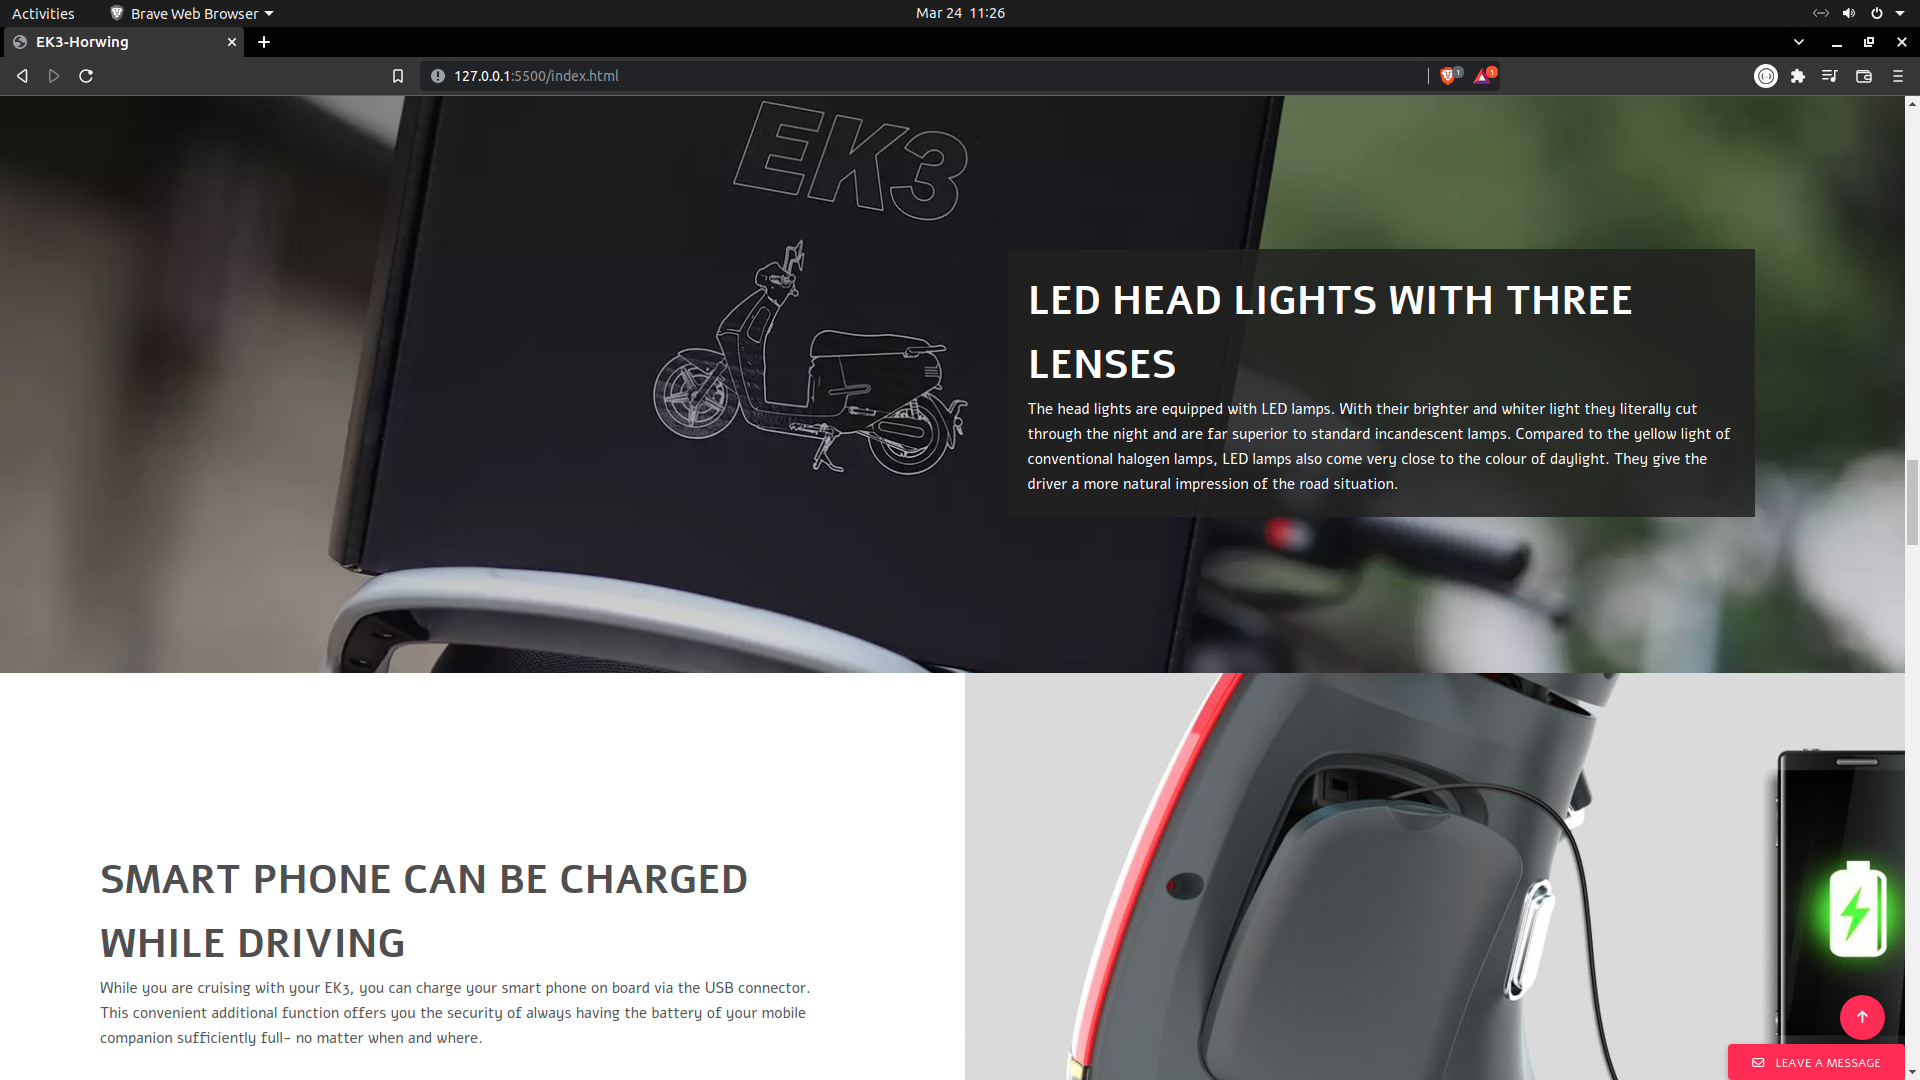 Activities
Brave Web Browser
Mar 24 11:26
EK3-Horwing
127.0.0.1:5500/index.html
1
1
EK3
LED HEAD LIGHTS WITH THREE
LENSES
The head lights are equipped with LED lamps. With their brighter and whiter light they literally cut
through the night and are far superior to standard incandescent lamps. Compared to the yellow light of
conventional halogen lamps, LED lamps also come very close to the colour of daylight. They give the
driver a more natural impression of the road situation.
SMART PHONE CAN BE CHARGED
WHILE DRIVING
While you are cruising with your EK3, you can charge your smart phone on board via the USB connector.
This convenient additional function offers you the security of always having the battery of your mobile
companion sufficiently full- no matter when and where.
LEAVE A MESSAGE